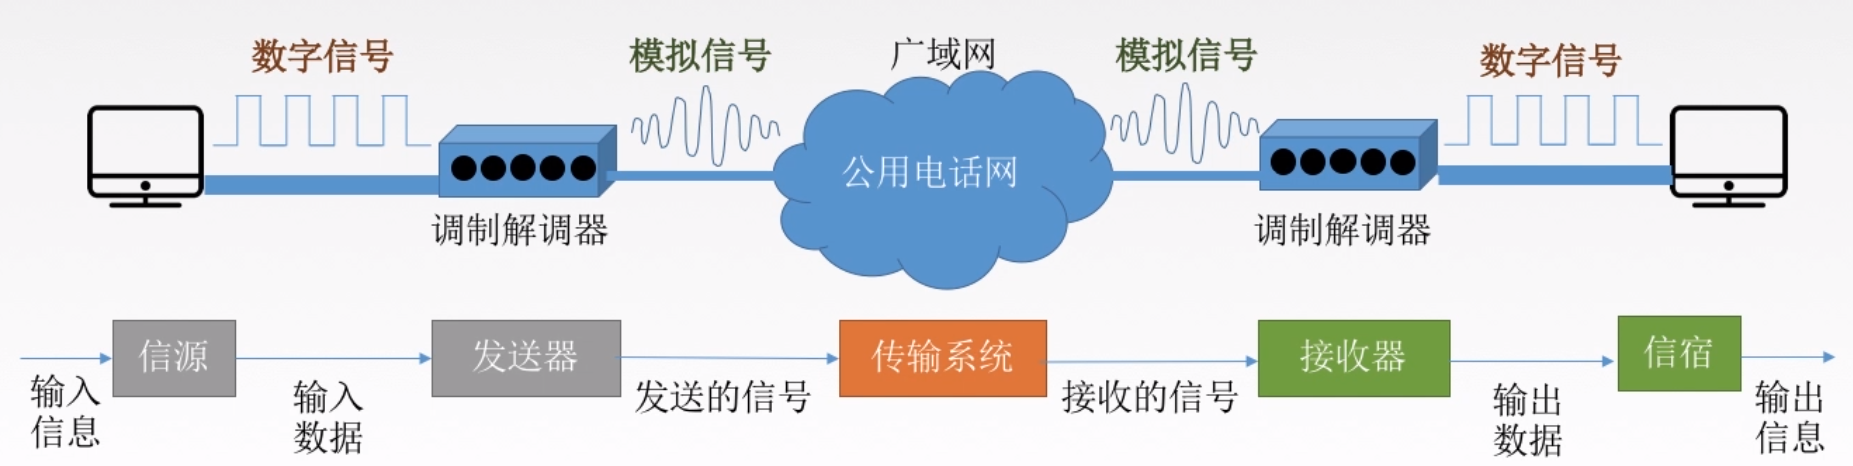 数字信号
模拟信号
广域网
模拟信号
数字信号
公用电话网
调制解调器
调制解调器
信源
发送器
传输系统
接收器
信宿
输入
信息
输入
数据
发送的信号
接收的信号
输出
数据
输出
信息